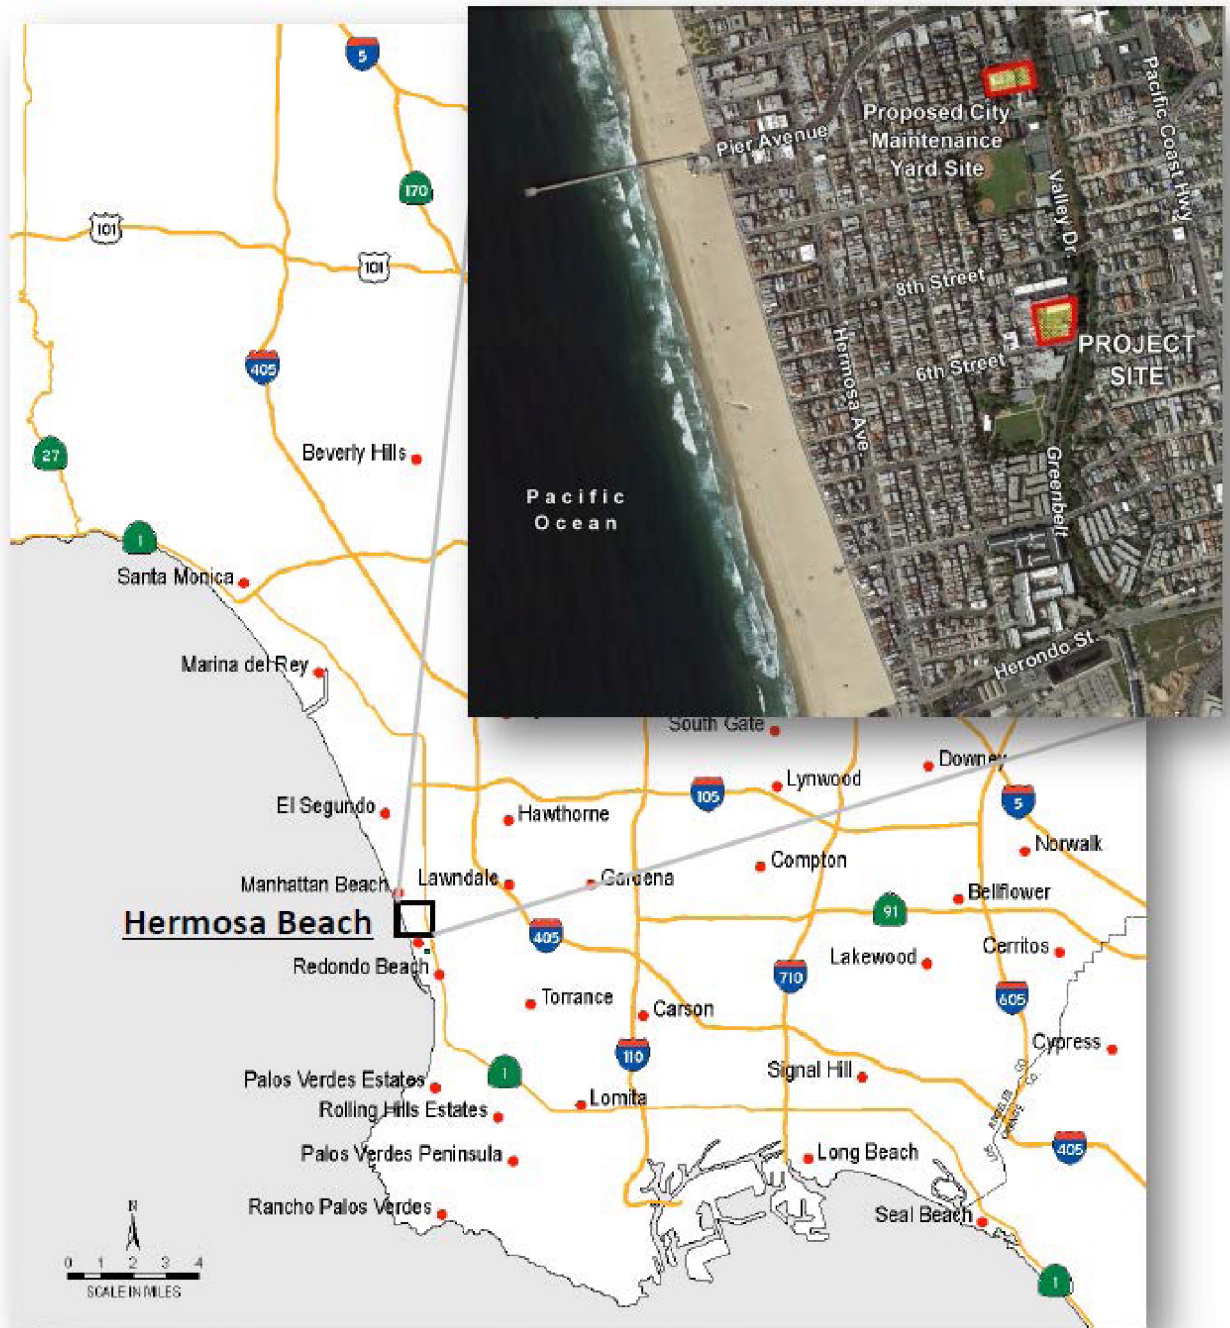 5
170
101
101
405
27
1
Beverly Hills
Santa Monica
Marina del Rey
El Segundo
Manhattan Beach
Hermosa Beach
Redondo Beach
Palos Verdes Estates
Rolling Hills Estates
Palos Verdes Peninsula
Rancho Palos Verdes
Pier Avenue
Proposed City
Maintenance
Yard Site
Pacific Coast Hwy
Valley Dr.
8th Street
6th Street
Hermosa Ave
PROJECT
SITE
Greenbelt
Herondo St.
Pacific
Ocean
South Gate
Downey
Lynwood
105
5
Hawthorne
Norwalk
Compton
Lawndale
Gardena
Bellflower
91
405
Lakewood
Cerritos
710
605
Torrance
Carson
110
Cypress
1
Signal Hill
Lomita
405
Long Beach
Seal Beach
1
LOS ANGELES CO
ORANGE CO
N
0 1 2 3 4
SCALE IN MILES